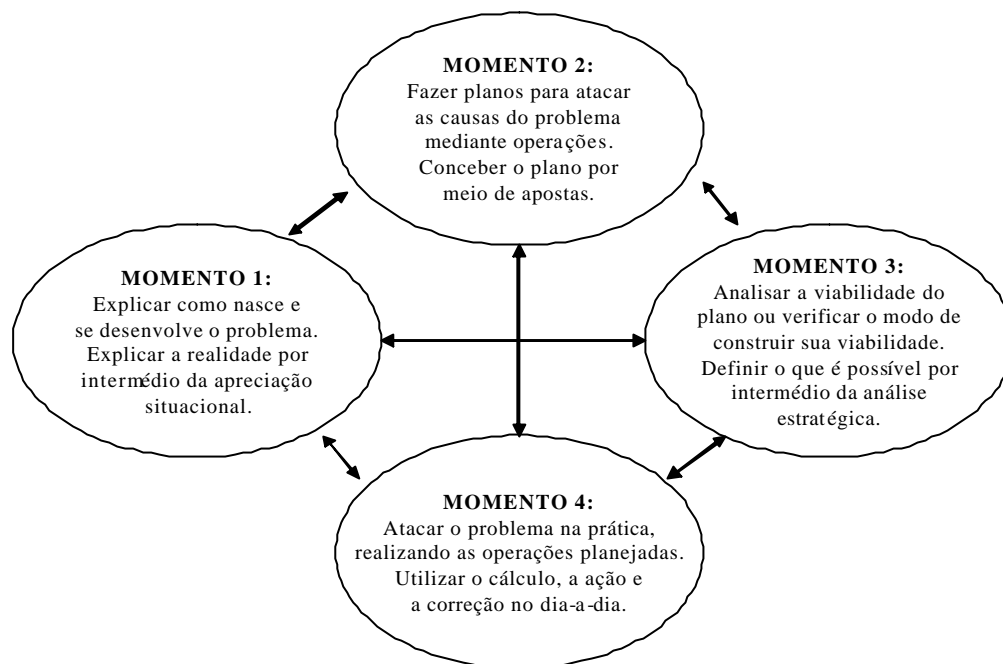 MOMENTO 2:
Fazer planos para atacar
as causas do problema
mediante operações.
Conceber o plano por
meio de apostas.
MOMENTO 1:
Explicar como nasce e
se desenvolve o problema.
Explicar a realidade por
intermédio da apreciação
situacional.
MOMENTO 3:
Analisar a viabilidade do
plano ou verificar o modo de
construir sua viabilidade.
Definir o que é possível por
intermédio da análise
estratégica.
MOMENTO 4:
Atacar o problema na prática,
realizando as operações planejadas.
Utilizar o cálculo, a ação e
a correção no dia-a-dia.